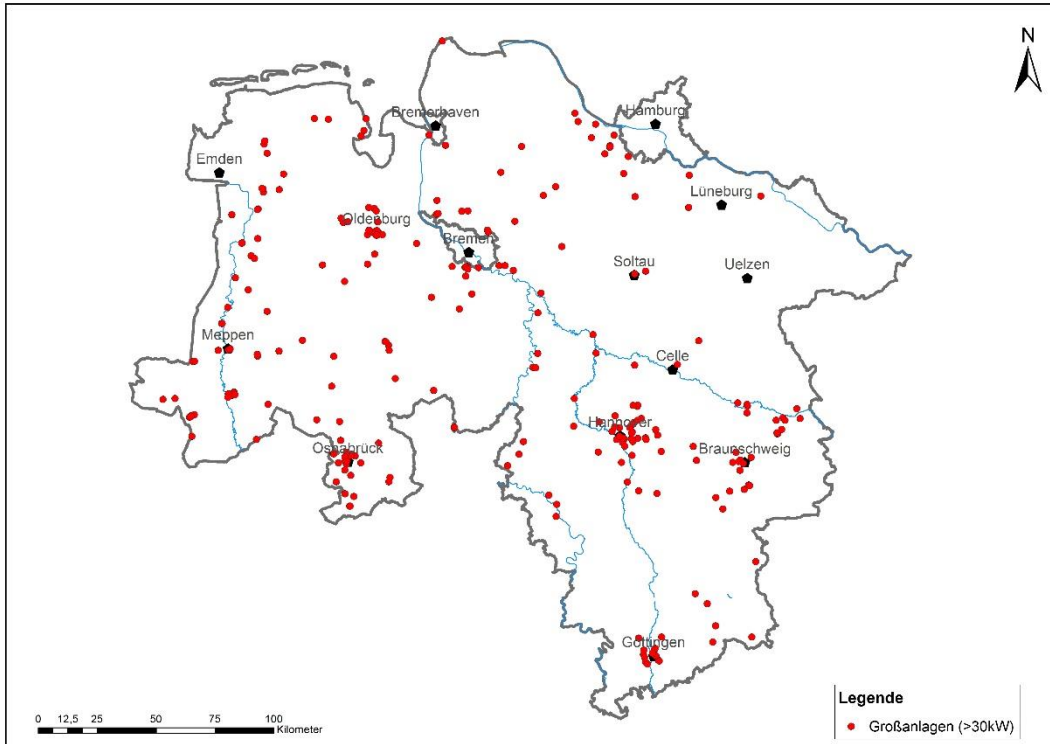 N
Hamburg
Bremerhaven
Emden
Lüneburg
Oldenburg
Bremen
Soltau
Uelzen
Meppen
Celle
Hannover
Osnabrück
Braunschweig
Göttingen
Legende
Großanlagen (>30kW)
0 12,5 25 50 75 100
Kilometer